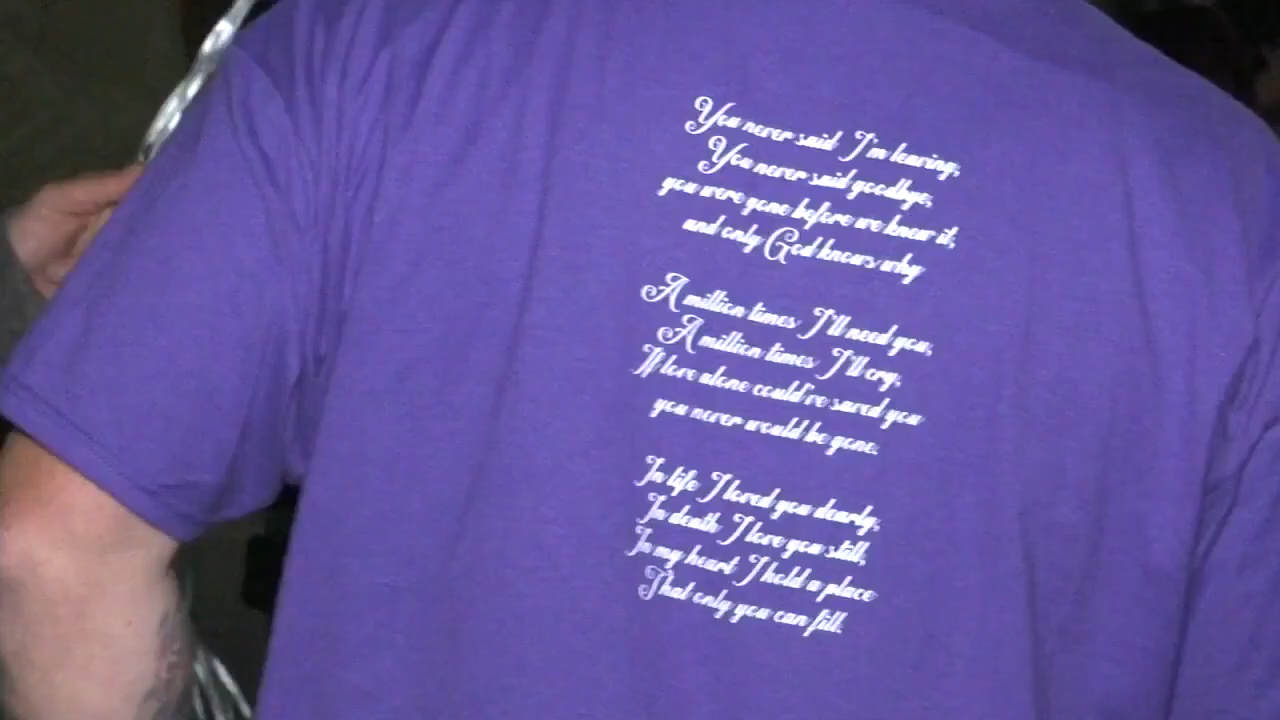 You never said I'm leaving,
You never said goodbye,
you were gone before we knew it,
and only God knows why
A million times I'll need you,
A million times I'll cry,
If love alone could've saved you
you never would be gone.
In life I loved you dearly,
In death I love you still,
In my heart I hold a place
That only you can fill.